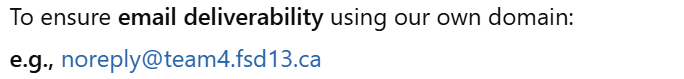 To ensure email deliverability using our own domain:
e.g., noreply@team4.fsd13.ca